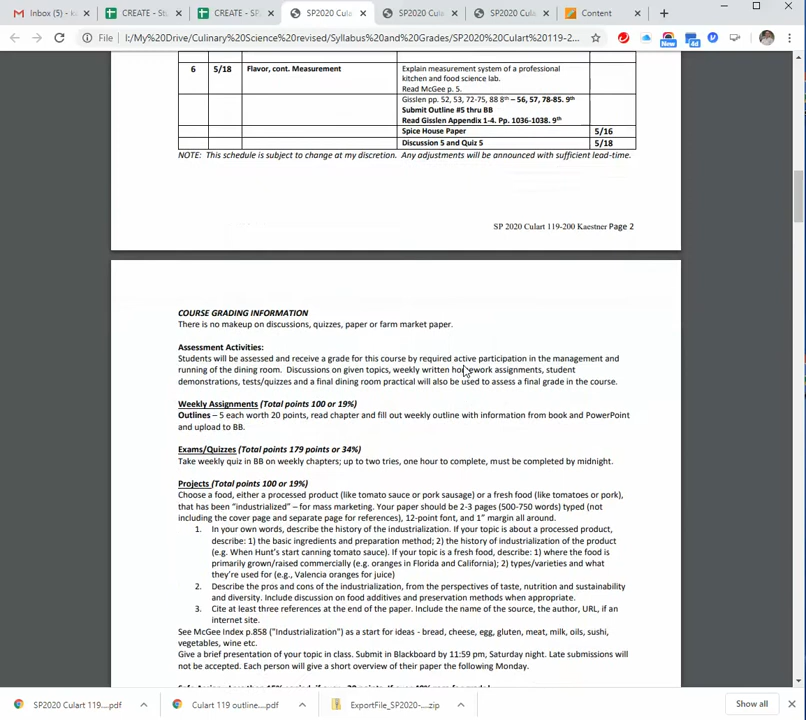 Inbox (5) - k
CREATE - St
CREATE - SP.
SP2020 Cul
SP2020 Cul
SP2020 Cul
Content
File
I:/My%20Drive/Culinary%20Science%20revised/Syllabus%20and%20Grades/SP2020%20Culart%20119-2...
New
4d
6 5/18 Flavor, cont. Measurement Explain measurement system of a professional
kitchen and food science lab.
Read McGee p. 5.
Gisslen pp. 52, 53, 72-75, 88 8th – 56, 57, 78-85. 9th
Submit Outline #5 thru BB
Read Gisslen Appendix 1-4. Pp. 1036-1038. 9th
Spice House Paper 5/16
Discussion 5 and Quiz 5 5/18
NOTE: This schedule is subject to change at my discretion. Any adjustments will be announced with sufficient lead-time.
SP 2020 Culart 119-200 Kaestner Page 2
COURSE GRADING INFORMATION
There is no makeup on discussions, quizzes, paper or farm market paper.
Assessment Activities:
Students will be assessed and receive a grade for this course by required active participation in the management and
running of the dining room. Discussions on given topics, weekly written homework assignments, student
demonstrations, tests/quizzes and a final dining room practical will also be used to assess a final grade in the course.
Weekly Assignments (Total points 100 or 19%)
Outlines – 5 each worth 20 points, read chapter and fill out weekly outline with information from book and PowerPoint
and upload to BB.
Exams/Quizzes (Total points 179 points or 34%)
Take weekly quiz in BB on weekly chapters; up to two tries, one hour to complete, must be completed by midnight.
Projects (Total points 100 or 19%)
Choose a food, either a processed product (like tomato sauce or pork sausage) or a fresh food (like tomatoes or pork),
that has been "industrialized" – for mass marketing. Your paper should be 2-3 pages (500-750 words) typed (not
including the cover page and separate page for references), 12-point font, and 1" margin all around.
1. In your own words, describe the history of the industrialization. If your topic is about a processed product,
describe: 1) the basic ingredients and preparation method; 2) the history of industrialization of the product
(e.g. When Hunt's start canning tomato sauce). If your topic is a fresh food, describe: 1) where the food is
primarily grown/raised commercially (e.g. oranges in Florida and California); 2) types/varieties and what
they're used for (e.g., Valencia oranges for juice)
2. Describe the pros and cons of the industrialization, from the perspectives of taste, nutrition and sustainability
and diversity. Include discussion on food additives and preservation methods when appropriate.
3. Cite at least three references at the end of the paper. Include the name of the source, the author, URL, if an
internet site.
See McGee Index p.858 ("Industrialization") as a start for ideas - bread, cheese, egg, gluten, meat, milk, oils, sushi,
vegetables, wine etc.
Give a brief presentation of your topic in class. Submit in Blackboard by 11:59 pm, Saturday night. Late submissions will
not be accepted. Each person will give a short overview of their paper the following Monday.
SP2020 Culart 119....pdf
Culart 119 outline....pdf
ExportFile_SP2020-....zip
Show all